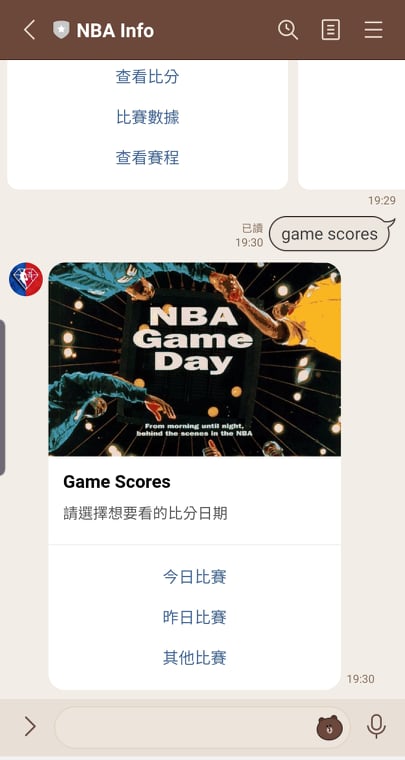 NBA Info
查看比分
比賽數據
查看賽程
19:29
已讀
19:30
game scores
NBA
Game
Day
From morning until night,
behind the scenes in the NBA
Game Scores
請選擇想要看的比分日期
今日比賽
昨日比賽
其他比賽
19:30